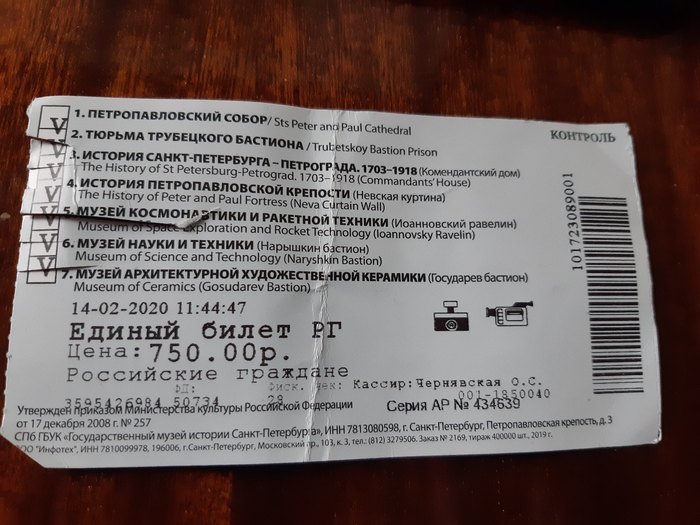 КОНТРОЛЬ
V 1. ПЕТРОПАВЛОВСКИЙ СОБОР/ Sts Peter and Paul Cathedral
V 2. ТЮРЬМА ТРУБЕЦКОГО БАСТИОНА / Trubetskoy Bastion Prison
V 3. ИСТОРИЯ САНКТ-ПЕТЕРБУРГА – ПЕТРОГРАДА. 1703–1918 (Комендантский дом)
The History of St Petersburg-Petrograd. 1703–1918 (Commandants' House)
V 4. ИСТОРИЯ ПЕТРОПАВЛОВСКОЙ КРЕПОСТИ (Невская куртина)
The History of Peter and Paul Fortress (Neva Curtain Wall)
V 5. МУЗЕЙ КОСМОНАВТИКИ И РАКЕТНОЙ ТЕХНИКИ (Иоанновский равелин)
Museum of Space Exploration and Rocket Technology (Ioannovsky Ravelin)
V 6. МУЗЕЙ НАУКИ И ТЕХНИКИ (Нарышкин бастион)
Museum of Science and Technology (Naryshkin Bastion)
V 7. МУЗЕЙ АРХИТЕКТУРНОЙ ХУДОЖЕСТВЕННОЙ КЕРАМИКИ (Государев бастион)
Museum of Ceramics (Gosudarev Bastion)
101723089001
14-02-2020 11:44:47
Единый билет РГ
Цена: 750.00р.
Российские граждане
ФД: Фиск. чек: Кассир: Чернявская О.С.
3595426984 50734 28 001-1850040
Утвержден приказом Министерства культуры Российской Федерации Серия АР № 434639
от 17 декабря 2008 г. № 257
СПб ГБУК «Государственный музей истории Санкт-Петербурга», ИНН 7813080598, г. Санкт-Петербург, Петропавловская крепость, д.3
ООО "Инфотех", ИНН 7810099978, 196006, г.Санкт-Петербург, Московский пр., 103, к. 3, тел.: (812) 3279506. Заказ № 2169, тираж 400000 шт., 2019 г.